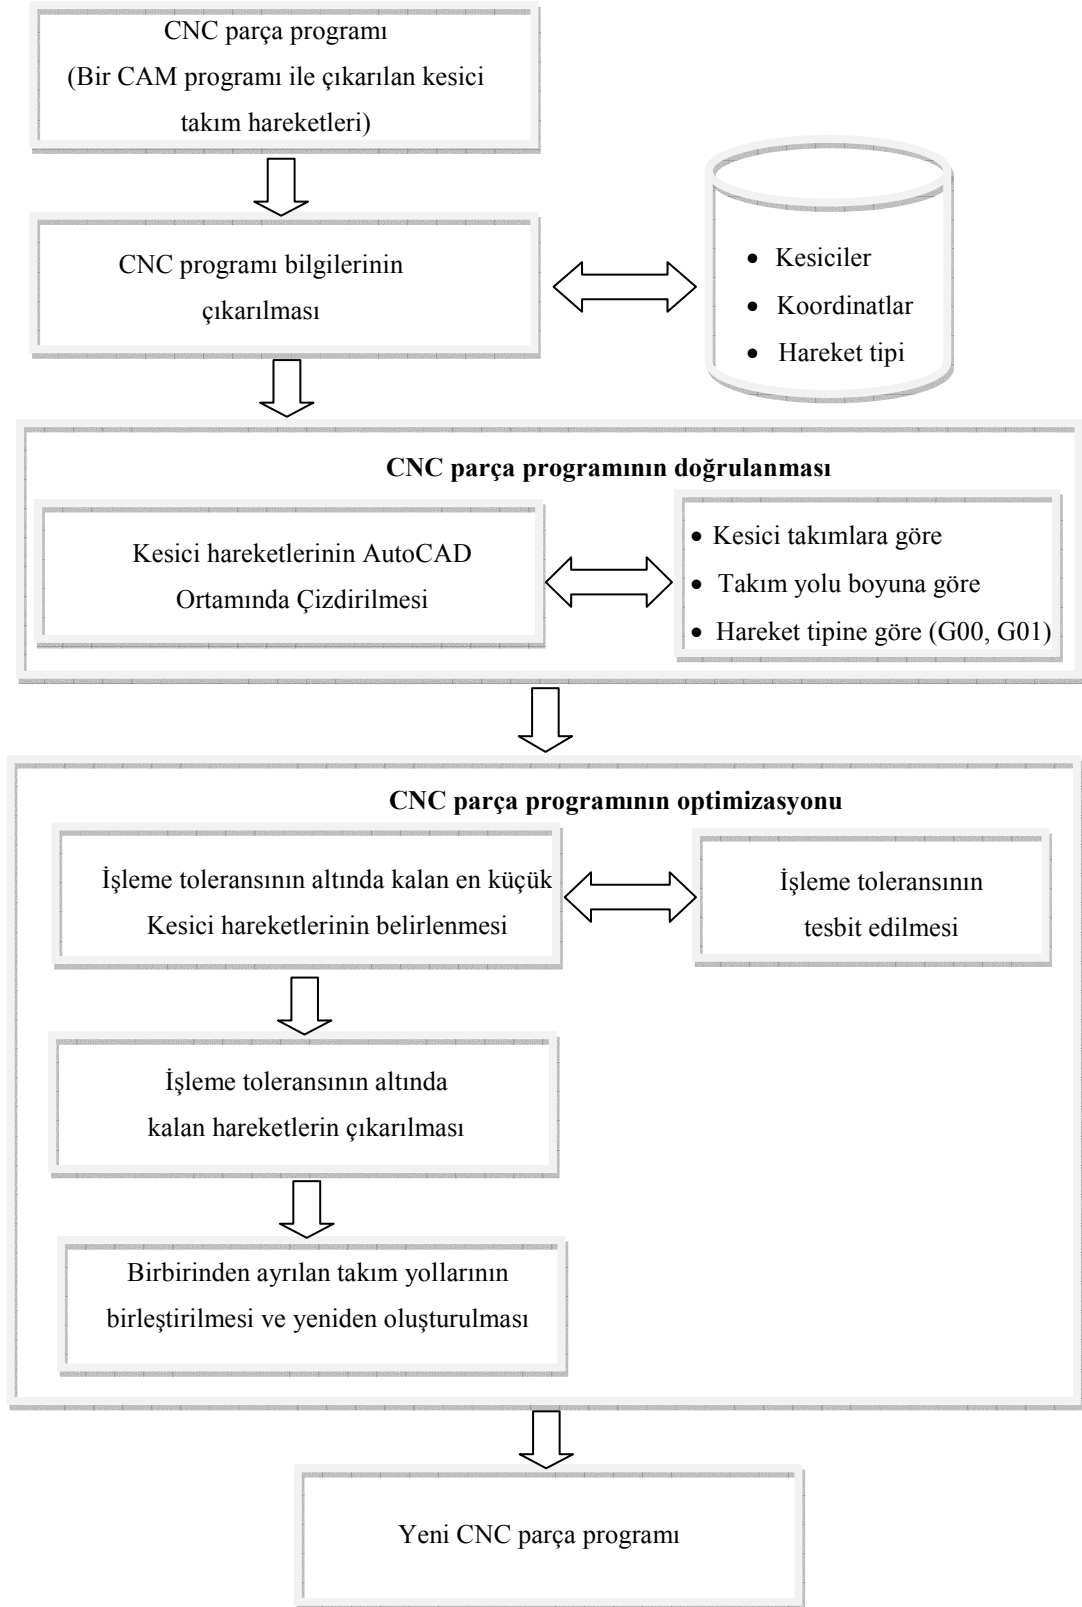 CNC parça programı
(Bir CAM programı ile çıkarılan kesici
takım hareketleri)
CNC programı bilgilerinin
çıkarılması
• Kesiciler
• Koordinatlar
• Hareket tipi
CNC parça programının doğrulanması
Kesici hareketlerinin AutoCAD
Ortamında Çizdirilmesi
• Kesici takımlara göre
• Takım yolu boyuna göre
• Hareket tipine göre (G00, G01)
CNC parça programının optimizasyonu
İşleme toleransının altında kalan en küçük
Kesici hareketlerinin belirlenmesi
İşleme toleransının
tesbit edilmesi
İşleme toleransının altında
kalan hareketlerin çıkarılması
Birbirinden ayrılan takım yollarının
birleştirilmesi ve yeniden oluşturulması
Yeni CNC parça programı